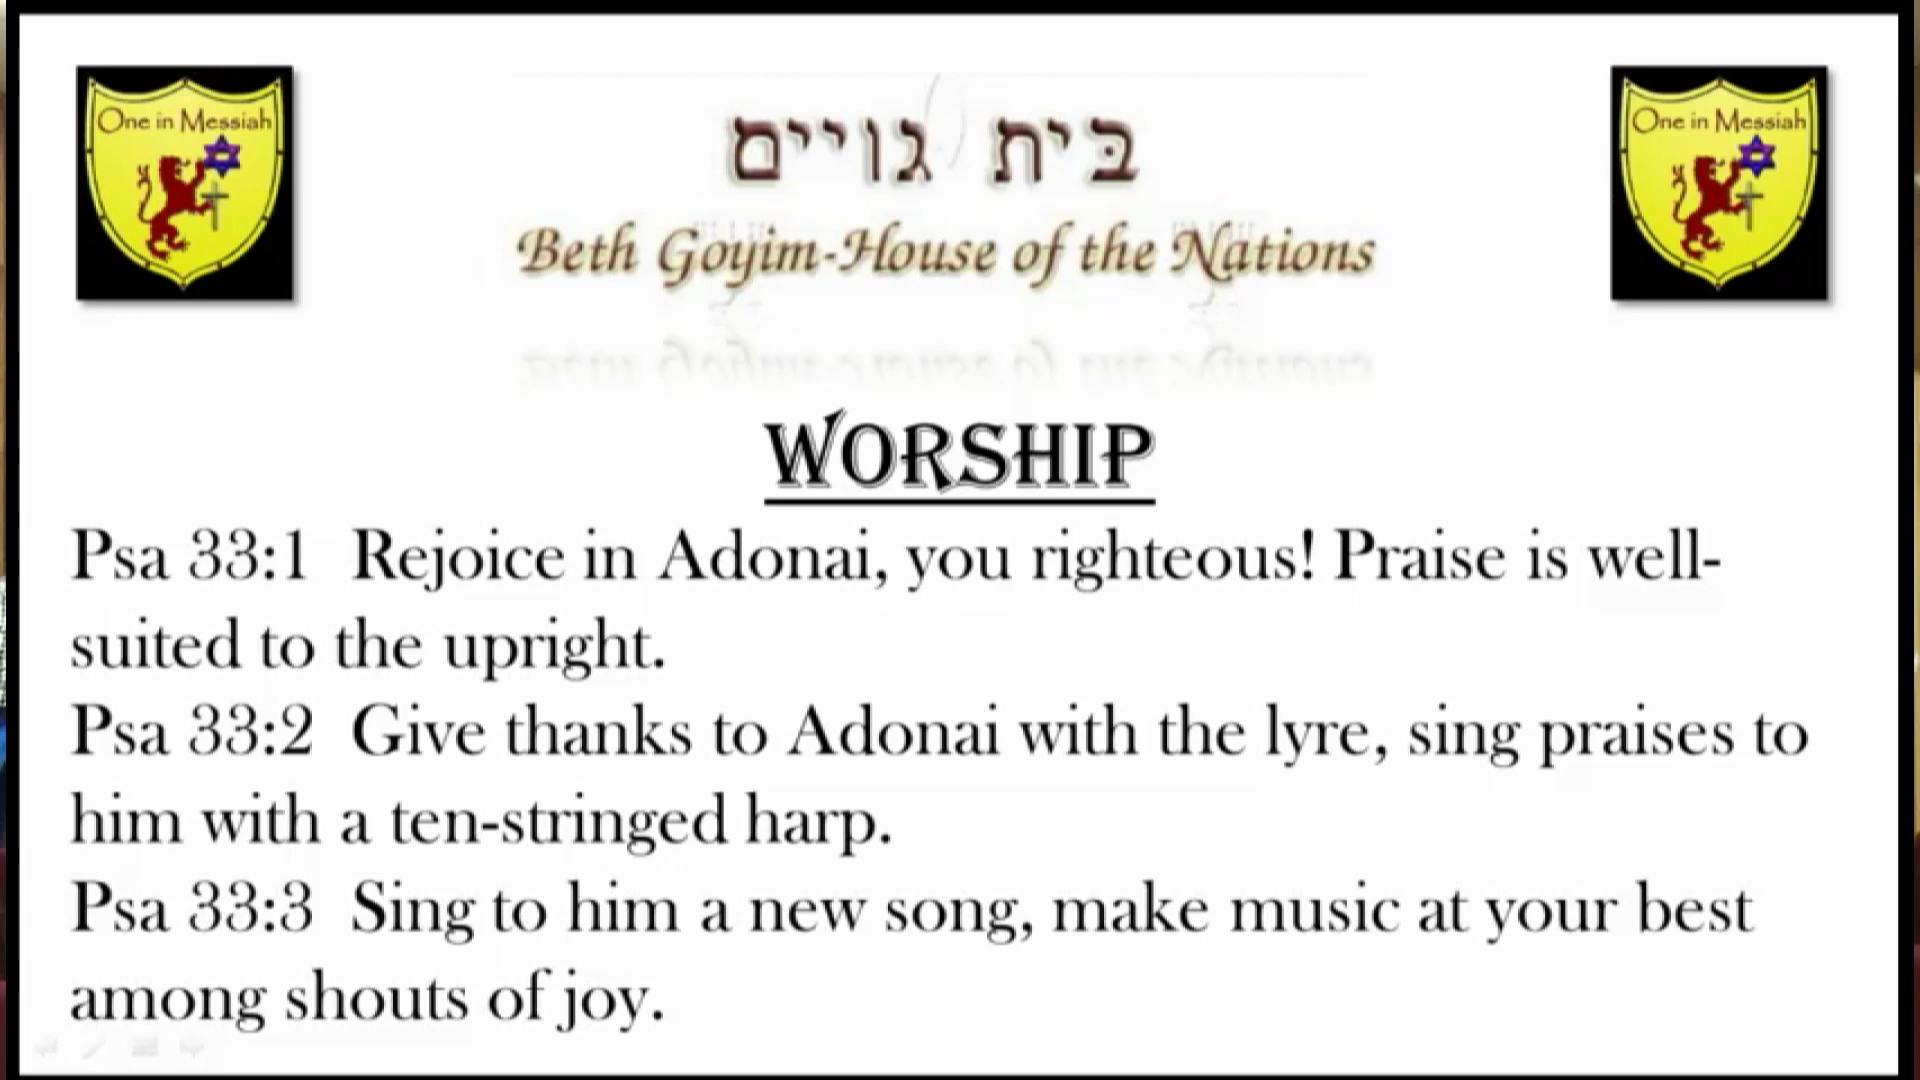 One in Messiah
One in Messiah
בּית גויים
Beth Goyim-House of the Nations
WORSHIP
Psa 33:1 Rejoice in Adonai, you righteous! Praise is well-
suited to the upright.
Psa 33:2 Give thanks to Adonai with the lyre, sing praises to
him with a ten-stringed harp.
Psa 33:3 Sing to him a new song, make music at your best
among shouts of joy.